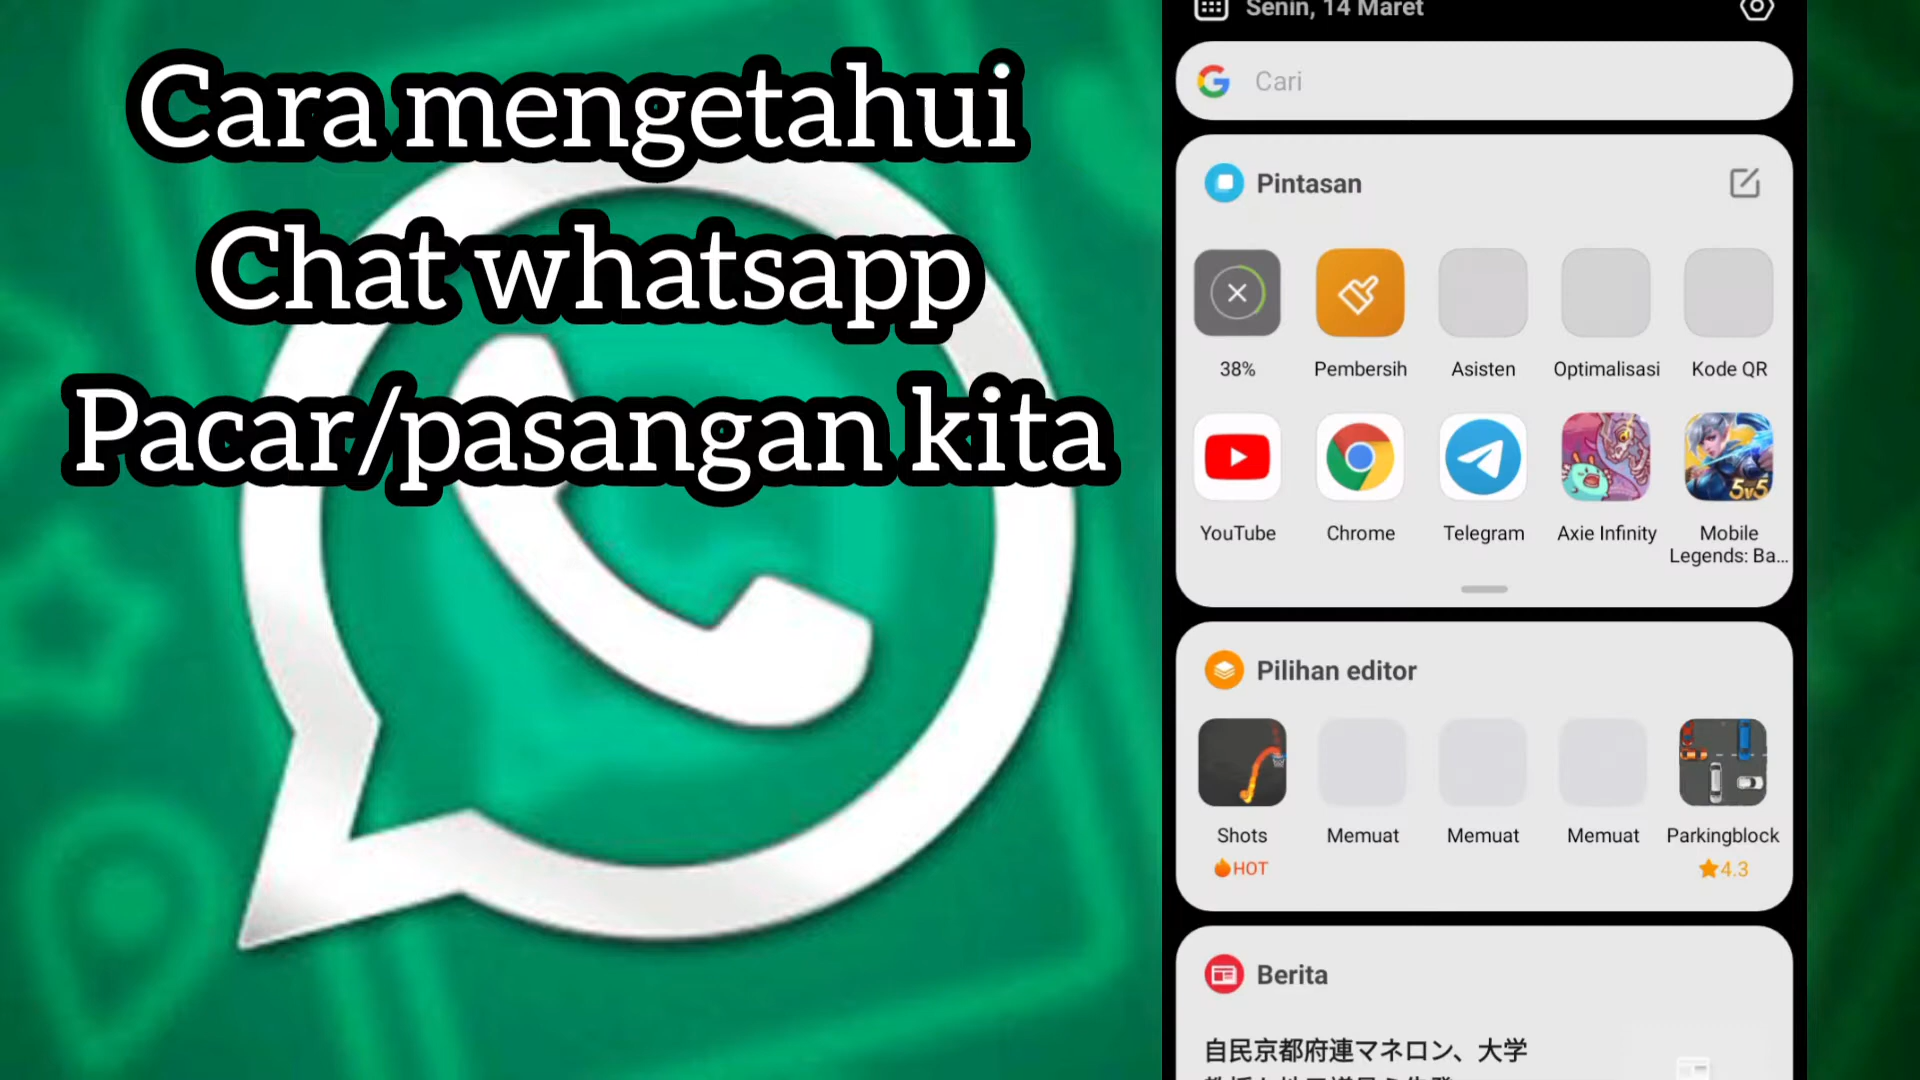 Cara mengetahui
Chat whatsapp
Pacar/pasangan kita
Senin, 14 Maret
Cari
Pintasan
38%
Pembersih
Asisten
Optimalisasi
Kode QR
YouTube
Chrome
Telegram
Axie Infinity
Mobile
Legends: Ba...
5v5
Pilihan editor
Shots
Memuat
Memuat
Memuat
Parkingblock
HOT
4.3
Berita
自民京都府連マネロン、大学